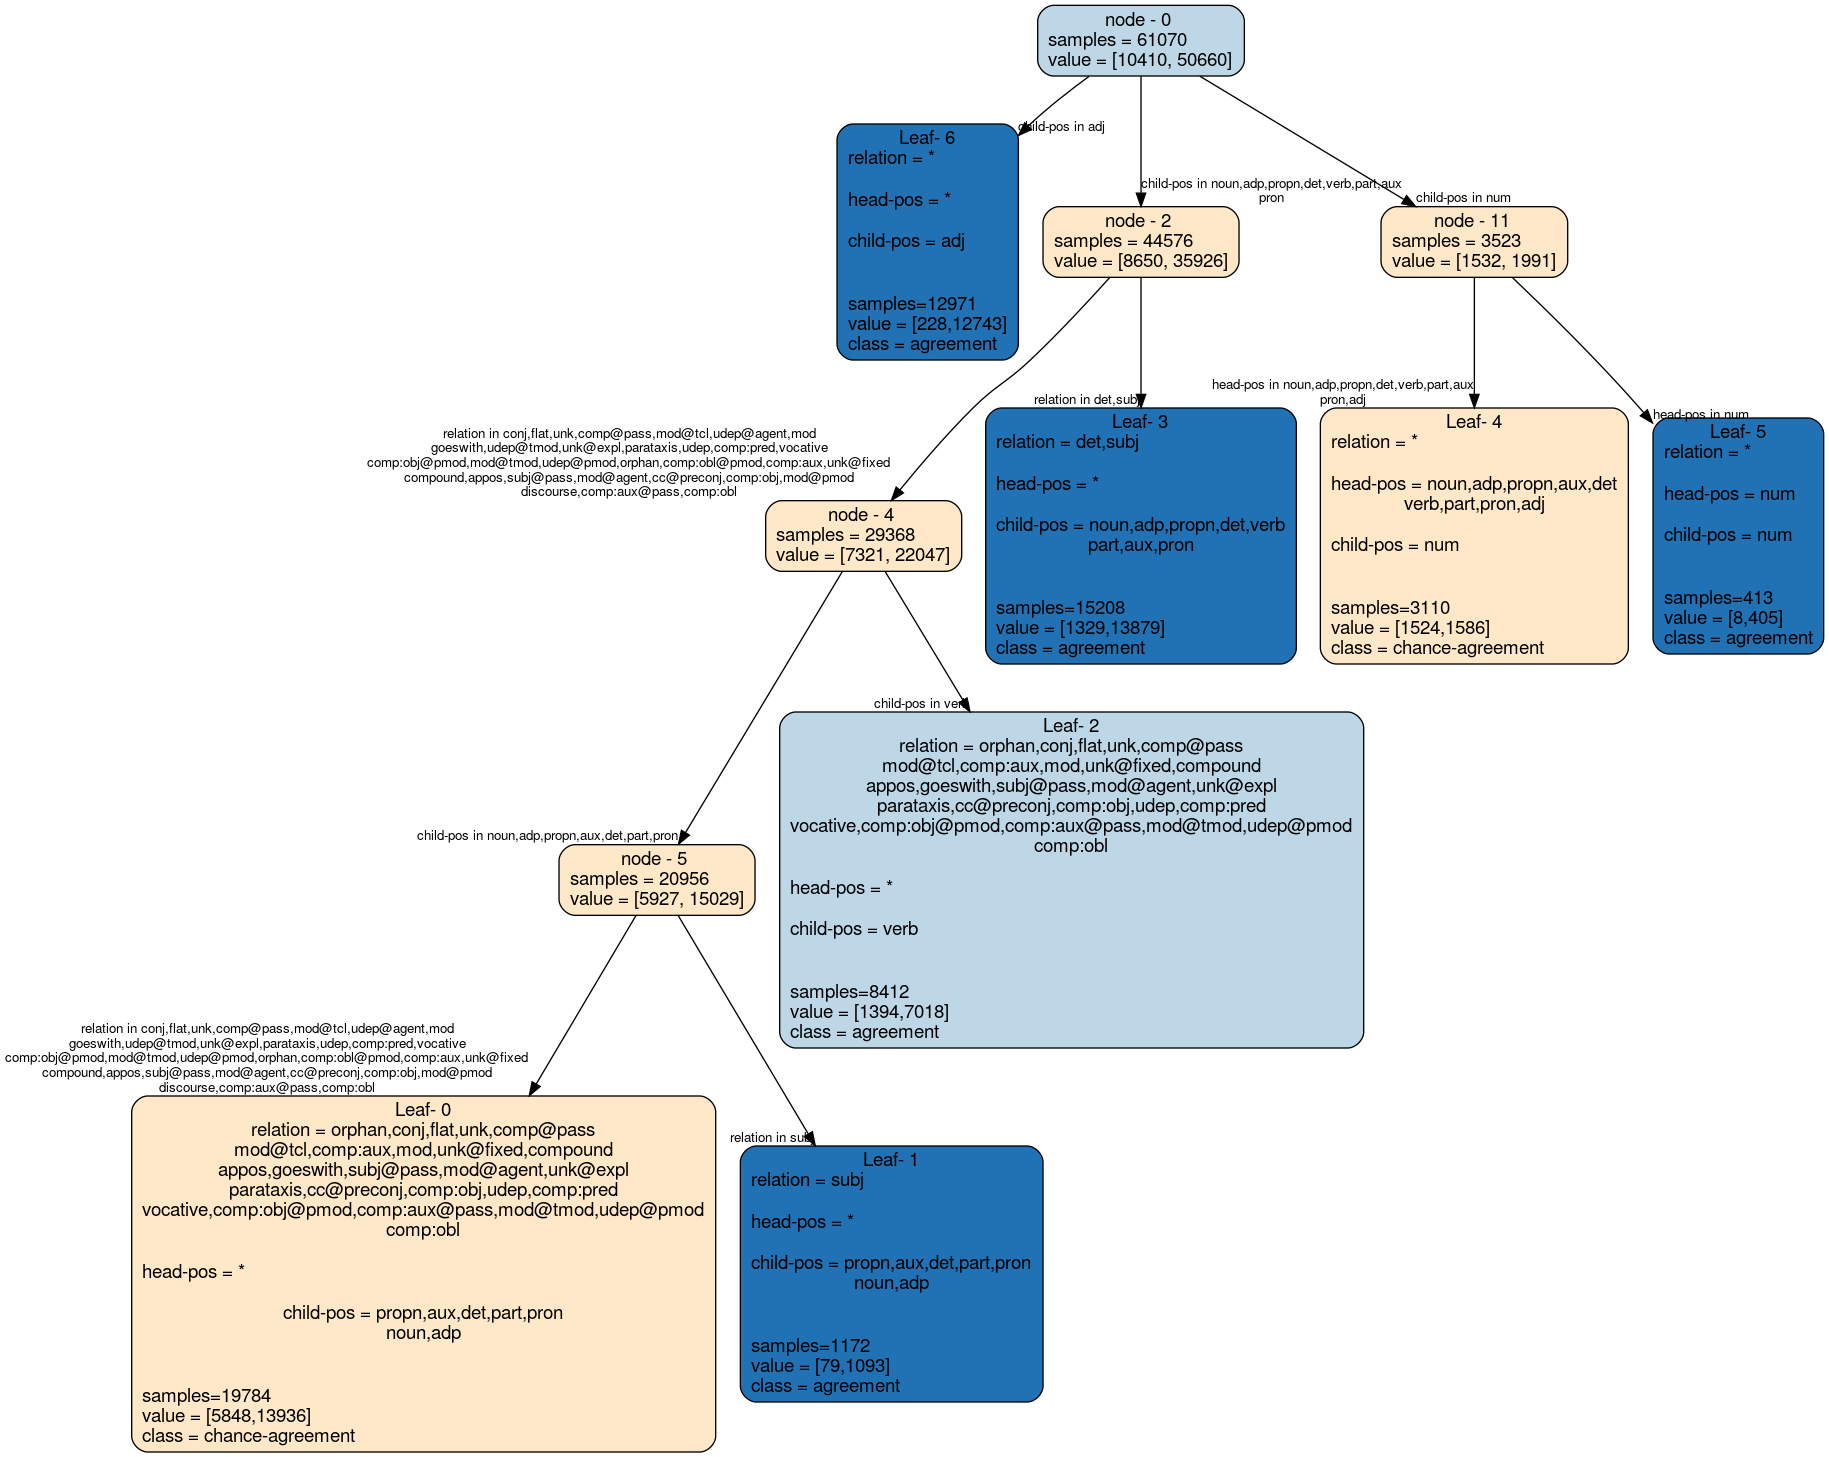 node - 0
samples = 61070
value = [10410, 50660]
child-pos in adj
Leaf- 6
relation = *
head-pos = *
child-pos = adj
samples=12971
value = [228,12743]
class = agreement
child-pos in noun,adp,propn,det,verb,part,aux
pron
node - 2
samples = 44576
value = [8650, 35926]
child-pos in num
node - 11
samples = 3523
value = [1532, 1991]
relation in conj,flat,unk,comp@pass,mod@tcl,udep@agent,mod
goeswith,udep@tmod,unk@expl,parataxis,udep,comp:pred,vocative
comp:obj@pmod,mod@tmod,udep@pmod,orphan,comp:obl@pmod,comp:aux,unk@fixed
compound,appos,subj@pass,mod@agent,cc@preconj,comp:obj,mod@pmod
discourse,comp:aux@pass,comp:obl
node - 4
samples = 29368
value = [7321, 22047]
relation in det,subj
Leaf- 3
relation = det,subj
head-pos = *
child-pos = noun,adp,propn,det,verb
part,aux,pron
samples=15208
value = [1329,13879]
class = agreement
head-pos in noun,adp,propn,det,verb,part,aux
pron,adj
Leaf- 4
relation = *
head-pos = noun,adp,propn,aux,det
verb,part,pron,adj
child-pos = num
samples=3110
value = [1524,1586]
class = chance-agreement
head-pos in num
Leaf- 5
relation = *
head-pos = num
child-pos = num
samples=413
value = [8,405]
class = agreement
child-pos in noun,adp,propn,aux,det,part,pron
node - 5
samples = 20956
value = [5927, 15029]
child-pos in verb
Leaf- 2
relation = orphan,conj,flat,unk,comp@pass
mod@tcl,comp:aux,mod,unk@fixed,compound
appos,goeswith,subj@pass,mod@agent,unk@expl
parataxis,cc@preconj,comp:obj,udep,comp:pred
vocative,comp:obj@pmod,comp:aux@pass,mod@tmod,udep@pmod
comp:obl
head-pos = *
child-pos = verb
samples=8412
value = [1394,7018]
class = agreement
relation in conj,flat,unk,comp@pass,mod@tcl,udep@agent,mod
goeswith,udep@tmod,unk@expl,parataxis,udep,comp:pred,vocative
comp:obj@pmod,mod@tmod,udep@pmod,orphan,comp:obl@pmod,comp:aux,unk@fixed
compound,appos,subj@pass,mod@agent,cc@preconj,comp:obj,mod@pmod
discourse,comp:aux@pass,comp:obl
Leaf- 0
relation = orphan,conj,flat,unk,comp@pass
mod@tcl,comp:aux,mod,unk@fixed,compound
appos,goeswith,subj@pass,mod@agent,unk@expl
parataxis,cc@preconj,comp:obj,udep,comp:pred
vocative,comp:obj@pmod,comp:aux@pass,mod@tmod,udep@pmod
comp:obl
head-pos = *
child-pos = propn,aux,det,part,pron
noun,adp
samples=19784
value = [5848,13936]
class = chance-agreement
relation in subj
Leaf- 1
relation = subj
head-pos = *
child-pos = propn,aux,det,part,pron
noun,adp
samples=1172
value = [79,1093]
class = agreement